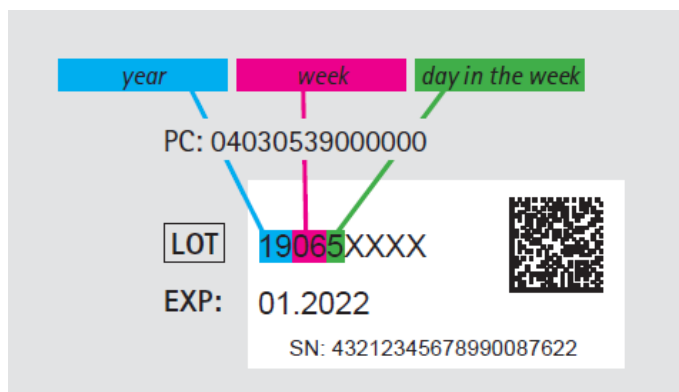 year week day in the week
PC: 04030539000000
LOT 19065XXXX
EXP: 01.2022
SN: 43212345678990087622